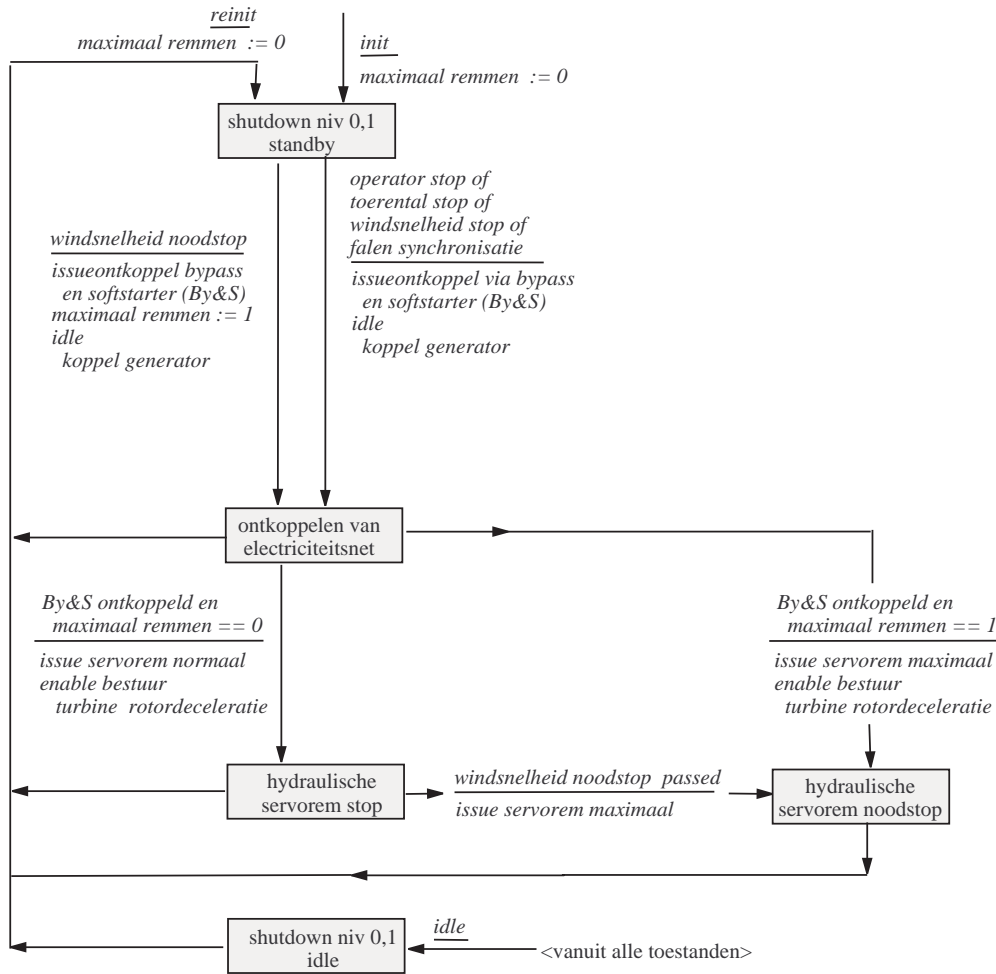 reinit
maximaal remmen := 0
init
maximaal remmen := 0
shutdown niv 0,1
standby
operator stop of
toerental stop of
windsnelheid stop of
falen synchronisatie
issueontkoppel via bypass
en softstarter (By&S)
idle
koppel generator
windsnelheid noodstop
issueontkoppel bypass
en softstarter (By&S)
maximaal remmen := 1
idle
koppel generator
ontkoppelen van
electriciteitsnet
By&S ontkoppeld en
maximaal remmen == 0
issue servorem normaal
enable bestuur
turbine rotordeceleratie
By&S ontkoppeld en
maximaal remmen == 1
issue servorem maximaal
enable bestuur
turbine rotordeceleratie
hydraulische
servorem stop
windsnelheid noodstop passed
issue servorem maximaal
hydraulische
servorem noodstop
shutdown niv 0,1
idle
idle
<vanuit alle toestanden>